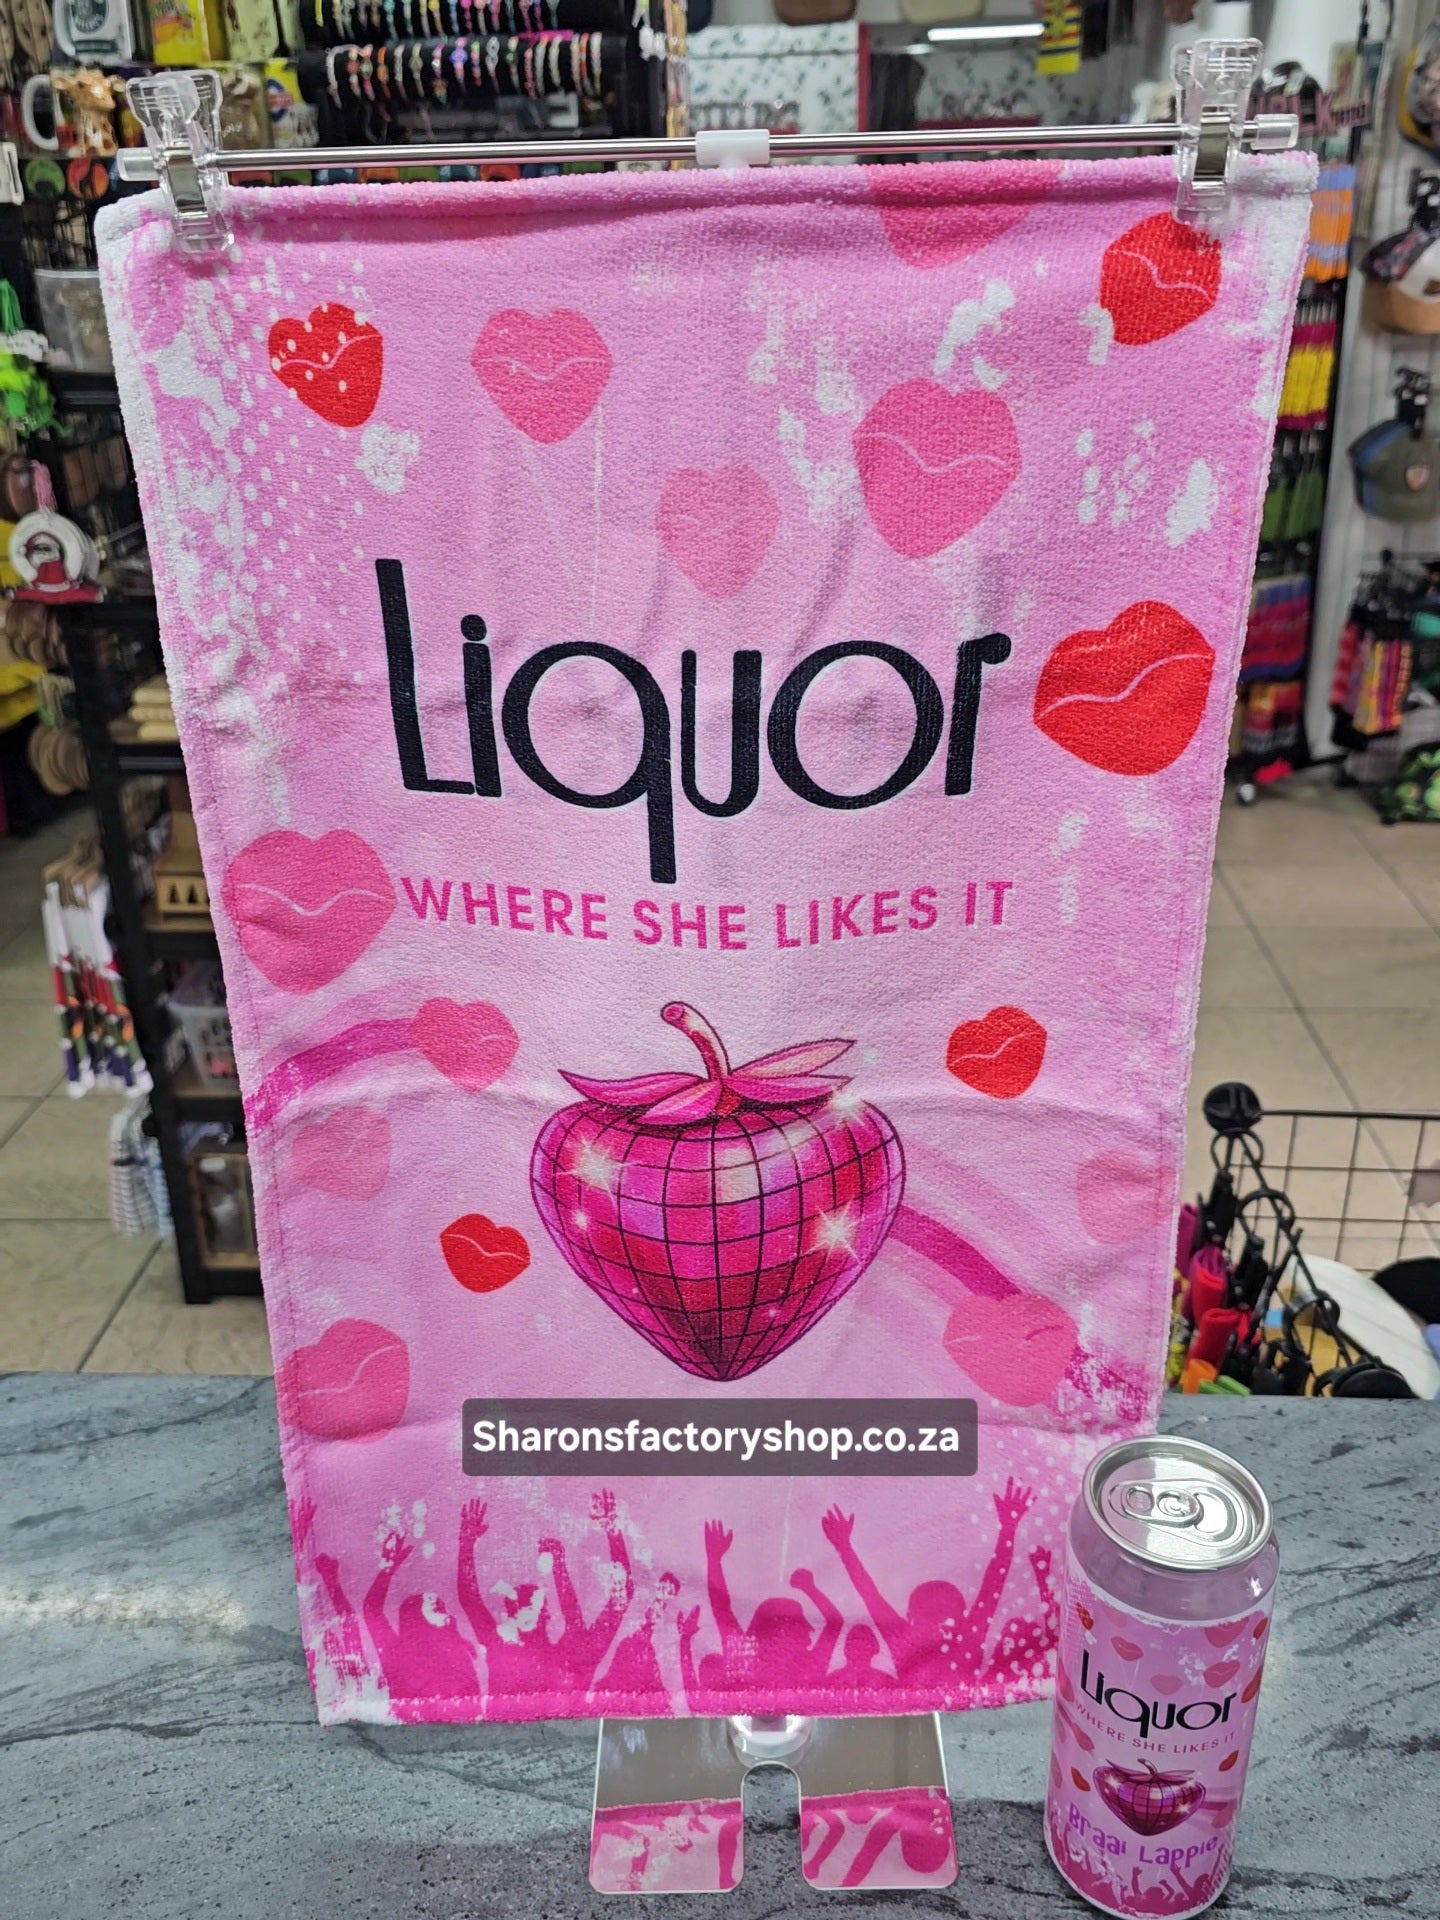 Liquor
WHERE SHE LIKES IT
Sharonsfactoryshop.co.za
Liquor
WHERE SHE LIKES IT
Braai Lappie